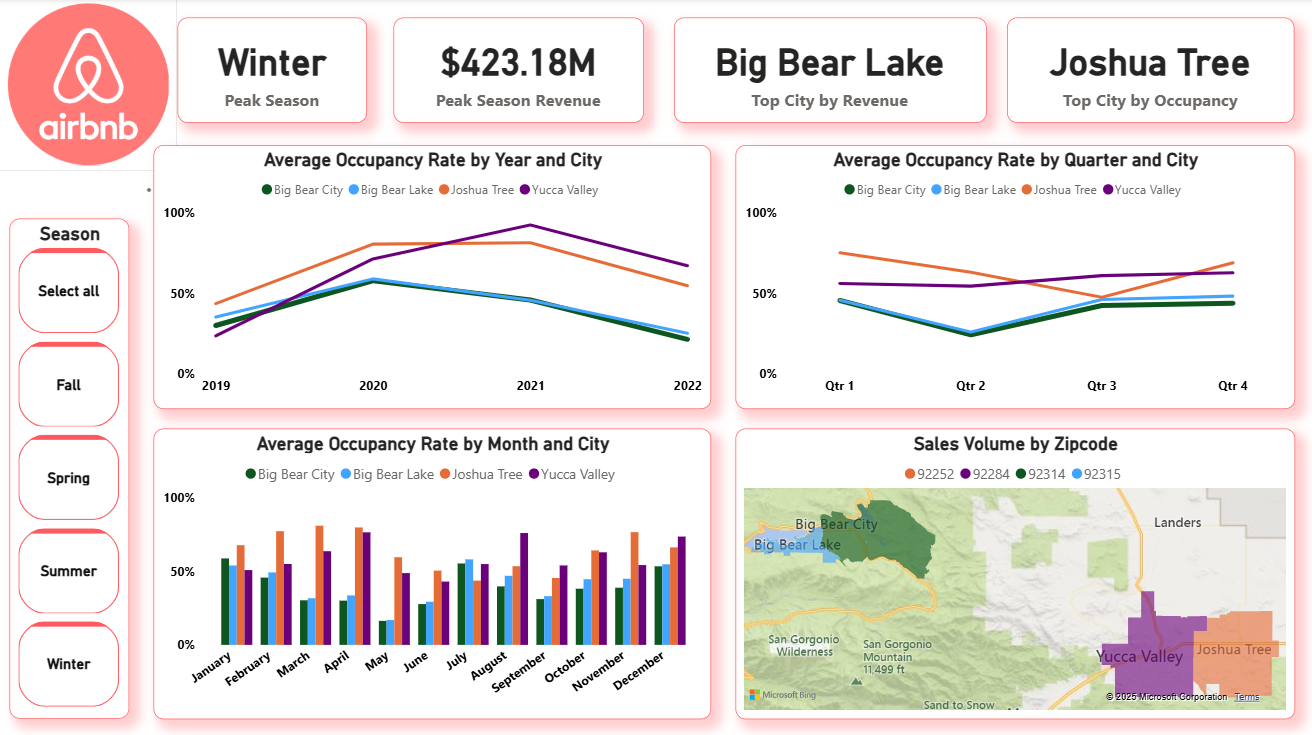 airbnb
Winter
Peak Season
$423.18M
Peak Season Revenue
Big Bear Lake
Top City by Revenue
Joshua Tree
Top City by Occupancy
Season
Select all
Fall
Spring
Summer
Winter
Average Occupancy Rate by Year and City
Big Bear City Big Bear Lake Joshua Tree Yucca Valley
100%
50%
0%
2019 2020 2021 2022
Average Occupancy Rate by Quarter and City
Big Bear City Big Bear Lake Joshua Tree Yucca Valley
100%
50%
0%
Qtr 1 Qtr 2 Qtr 3 Qtr 4
Average Occupancy Rate by Month and City
Big Bear City Big Bear Lake Joshua Tree Yucca Valley
100%
50%
0%
January February March April May June July August September October November December
Sales Volume by Zipcode
92252 92284 92314 92315
Big Bear City
Big Bear Lake
Landers
San Gorgonio
Wilderness
San Gorgonio
Mountain
11,499 ft
Yucca Valley
Joshua Tree
Microsoft Bing
© 2025 Microsoft Corporation Terms
Sand to Snow